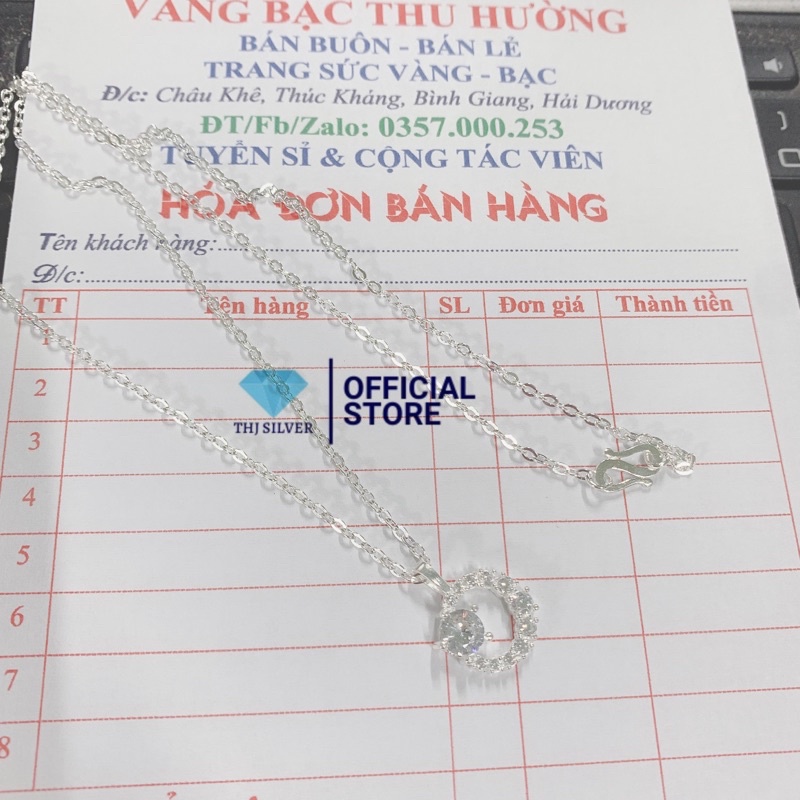 VÀNG BẠC THU HƯỜNG
BÁN BUÔN - BÁN LẺ
TRANG SỨC VÀNG - BẠC
Đ/c: Châu Khê, Thúc Kháng, Bình Giang, Hải Dương
ĐT/Fb/Zalo: 0357.000.253
TUYỂN SỈ & CỘNG TÁC VIÊN
HÓA ĐƠN BÁN HÀNG
Tên khách hàng:
Đ/c:
TT Tên hàng SL Đơn giá Thành tiền
1
2
3
4
5
6
7
8
THJ SILVER
OFFICIAL
STORE